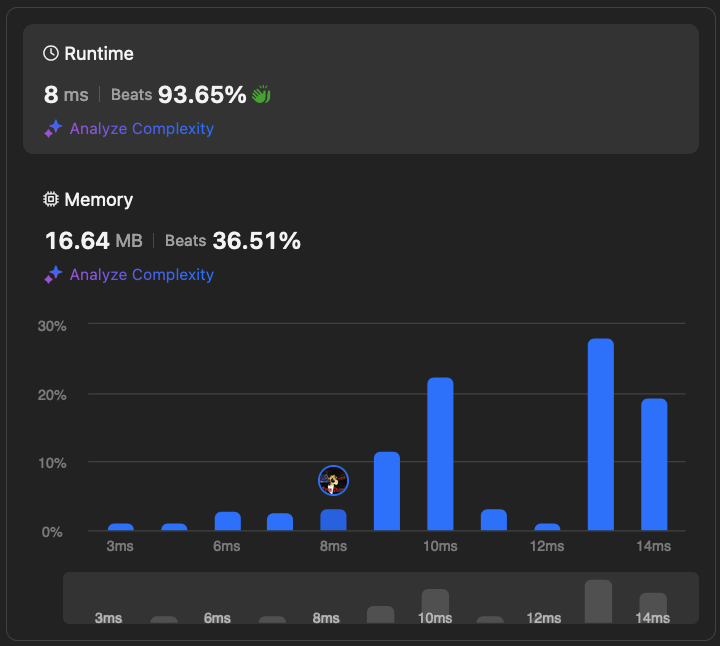 Runtime
8 ms | Beats 93.65%
Analyze Complexity
Memory
16.64 MB | Beats 36.51%
Analyze Complexity
30%
20%
10%
0%
3ms 6ms 8ms 10ms 12ms 14ms
3ms 6ms 8ms 10ms 12ms 14ms